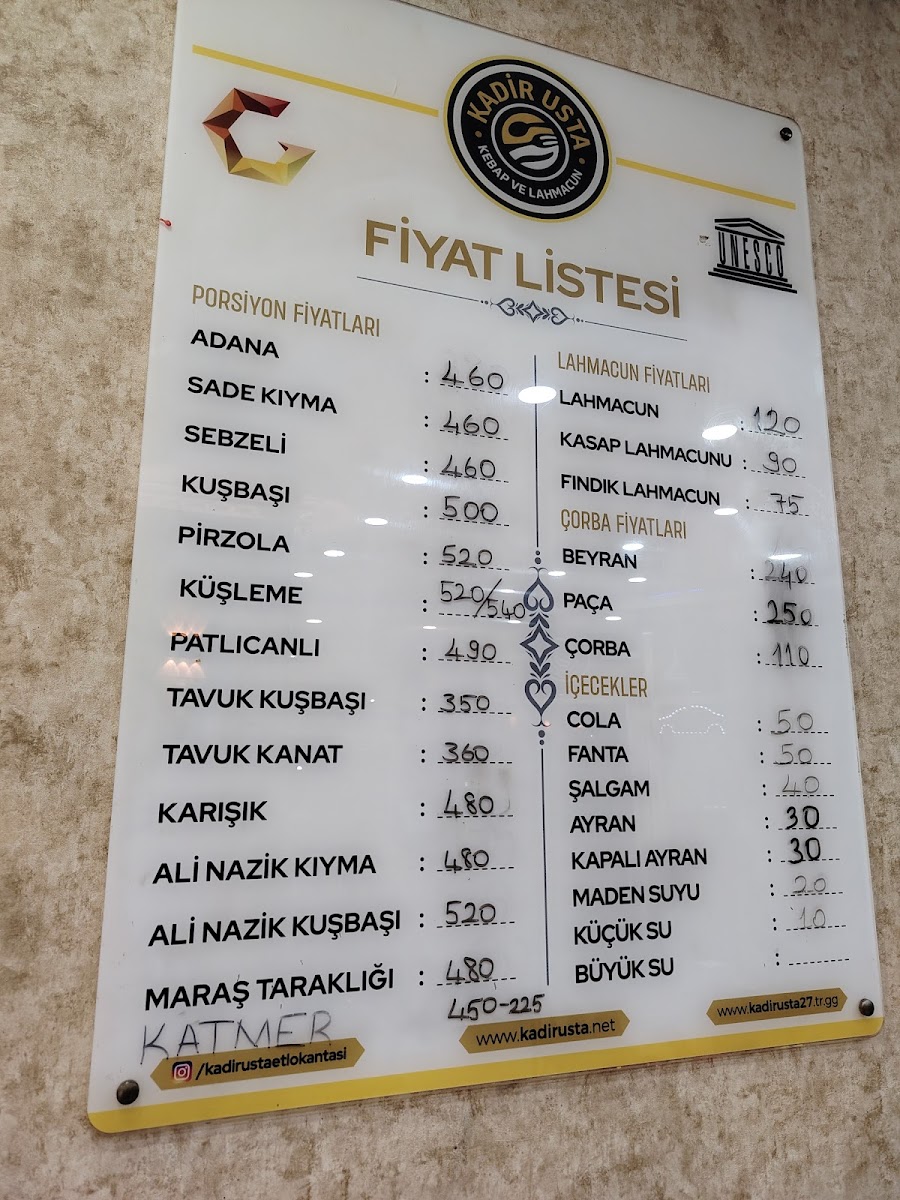 KADİR USTA
KEBAP VE LAHMACUN
UNESCO
FİYAT LİSTESİ
PORSİYON FİYATLARI
ADANA : 460
SADE KIYMA : 460
SEBZELİ : 460
KUŞBAŞI : 500
PİRZOLA : 520
KÜŞLEME : 520/540
PATLICANLI : 490
TAVUK KUŞBAŞI : 350
TAVUK KANAT : 360
KARIŞIK : 480
ALİ NAZİK KIYMA : 480
ALİ NAZİK KUŞBAŞI : 520
MARAŞ TARAKLIĞI : 480
KATMER 450-225
LAHMACUN FİYATLARI
LAHMACUN : 120
KASAP LAHMACUNU : 90
FINDIK LAHMACUN : 75
ÇORBA FİYATLARI
BEYRAN : 240
PAÇA : 250
ÇORBA : 110
İÇECEKLER
COLA : 50
FANTA : 50
ŞALGAM : 40
AYRAN : 30
KAPALI AYRAN : 30
MADEN SUYU : 20
KÜÇÜK SU : 10
BÜYÜK SU :
/kadirustaetlokantasi
www.kadirusta.net
www.kadirusta27.tr.gg